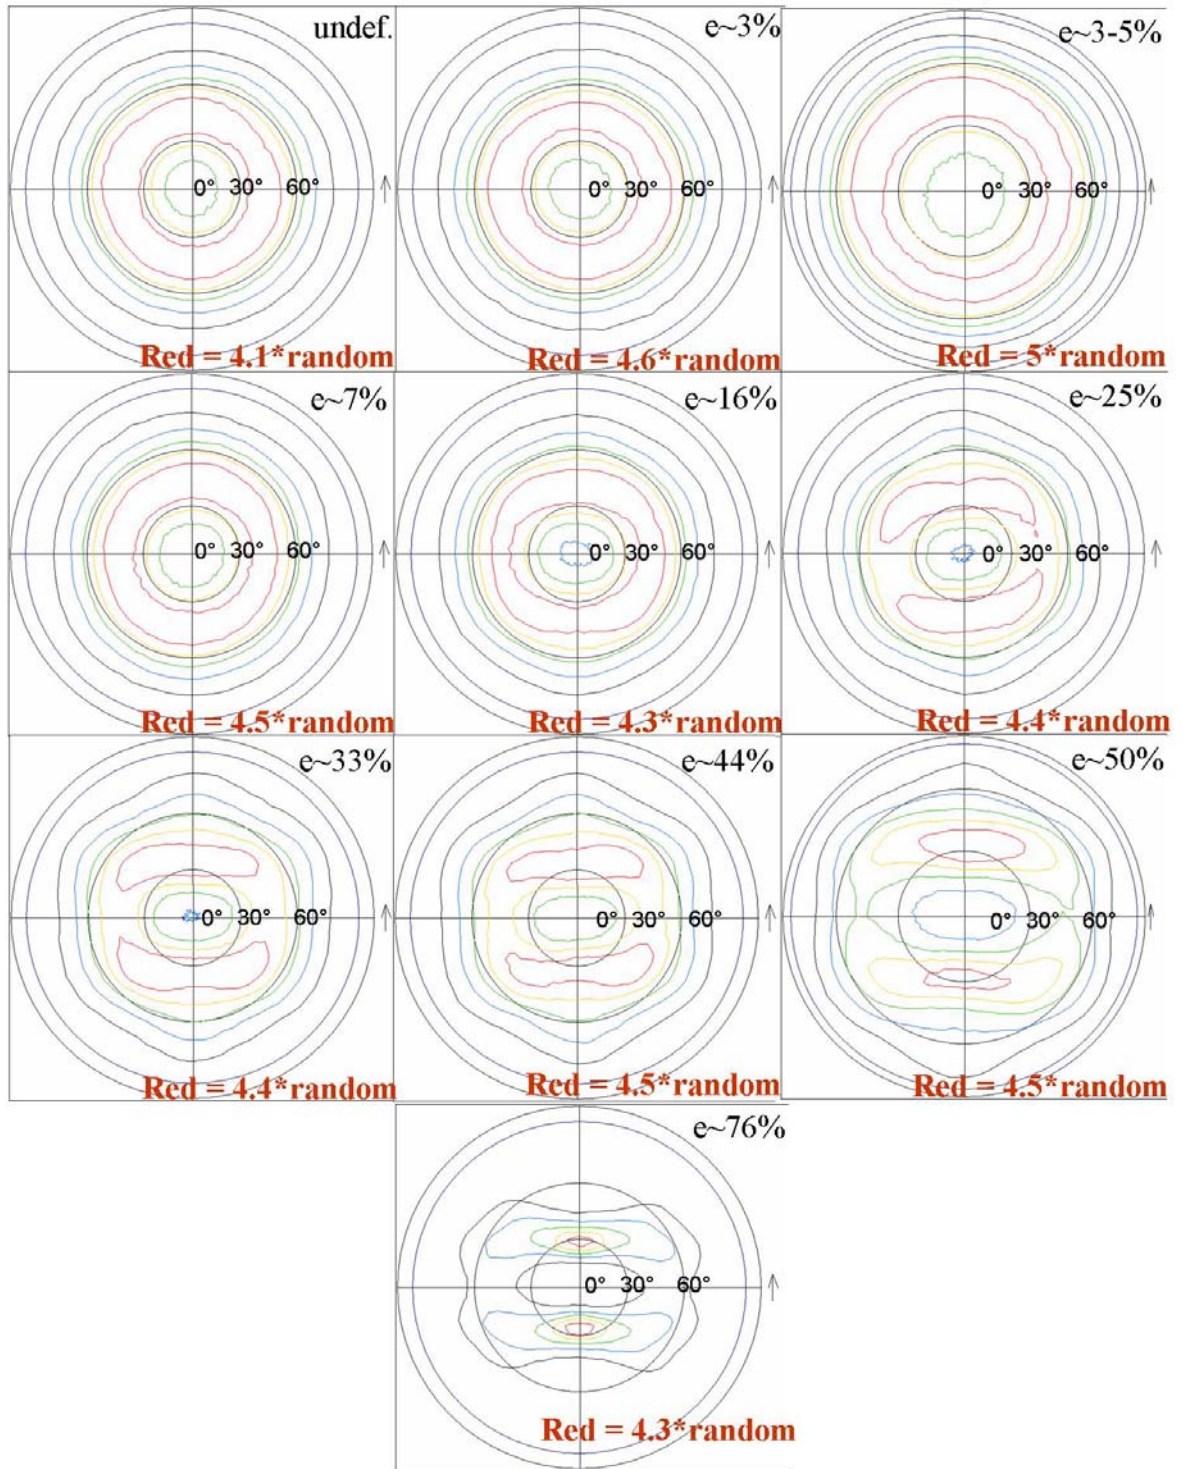 undef.
0° 30° 60°
Red = 4.1*random
e~3%
0° 30° 60°
Red = 4.6*random
e~3-5%
0° 30° 60°
Red = 5*random
e~7%
0° 30° 60°
Red = 4.5*random
e~16%
0° 30° 60°
Red = 4.3*random
e~25%
0° 30° 60°
Red = 4.4*random
e~33%
0° 30° 60°
Red = 4.4*random
e~44%
0° 30° 60°
Red = 4.5*random
e~50%
0° 30° 60°
Red = 4.5*random
e~76%
0° 30° 60°
Red = 4.3*random